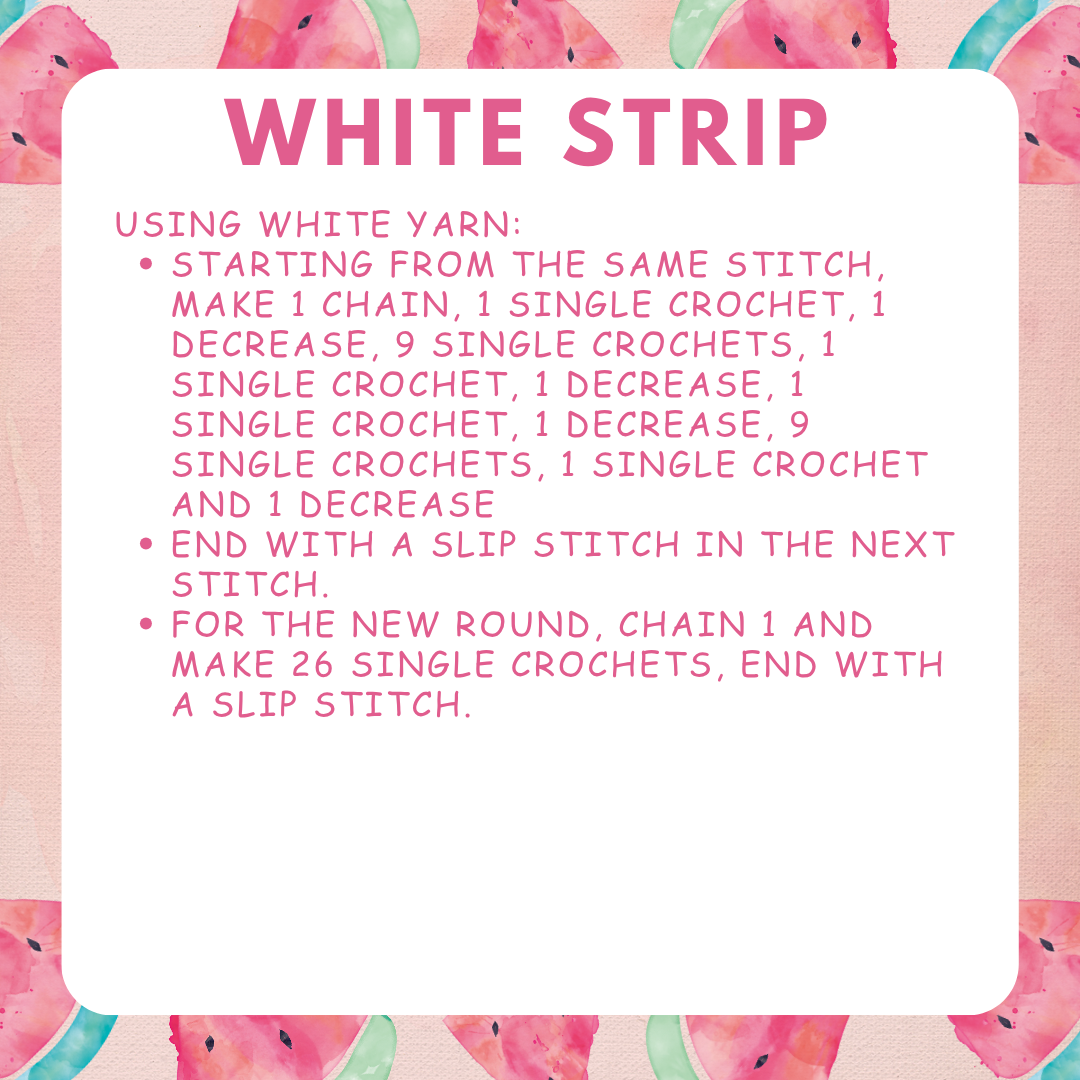 WHITE STRIP
USING WHITE YARN:
• STARTING FROM THE SAME STITCH,
MAKE 1 CHAIN, 1 SINGLE CROCHET, 1
DECREASE, 9 SINGLE CROCHETS, 1
SINGLE CROCHET, 1 DECREASE, 1
SINGLE CROCHET, 1 DECREASE, 9
SINGLE CROCHETS, 1 SINGLE CROCHET
AND 1 DECREASE
• END WITH A SLIP STITCH IN THE NEXT
STITCH.
• FOR THE NEW ROUND, CHAIN 1 AND
MAKE 26 SINGLE CROCHETS, END WITH
A SLIP STITCH.